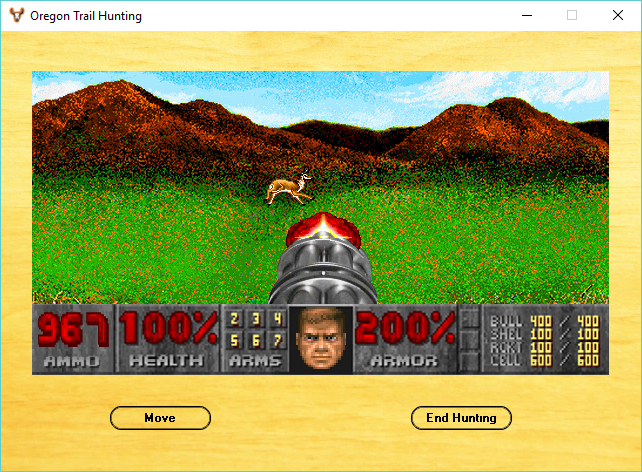 Oregon Trail Hunting
967 100% 2 3 4 200% BULL 400 / 400
5 6 7 SHEL 100 / 100
RCKT 100 / 100
AMMO HEALTH ARMS ARMOR CELL 600 / 600
Move End Hunting